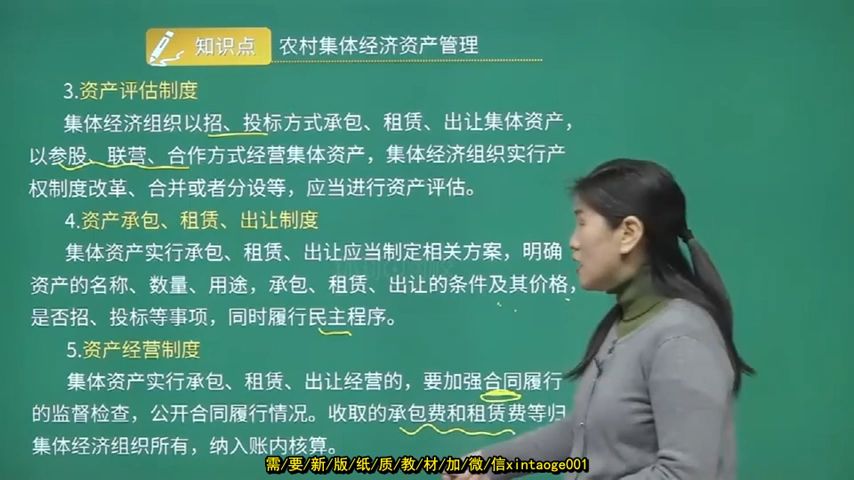 知识点 农村集体经济资产管理
3.资产评估制度
集体经济组织以招、投标方式承包、租赁、出让集体资产，
以参股、联营、合作方式经营集体资产，集体经济组织实行产
权制度改革、合并或者分设等，应当进行资产评估。
4.资产承包、租赁、出让制度
集体资产实行承包、租赁、出让应当制定相关方案，明确
资产的名称、数量、用途，承包、租赁、出让的条件及其价格，
是否招、投标等事项，同时履行民主程序。
5.资产经营制度
集体资产实行承包、租赁、出让经营的，要加强合同履行
的监督检查，公开合同履行情况。收取的承包费和租赁费等归
集体经济组织所有，纳入账内核算。
需/要/新/版/纸/质/教/材/加/微/信xintaoge001